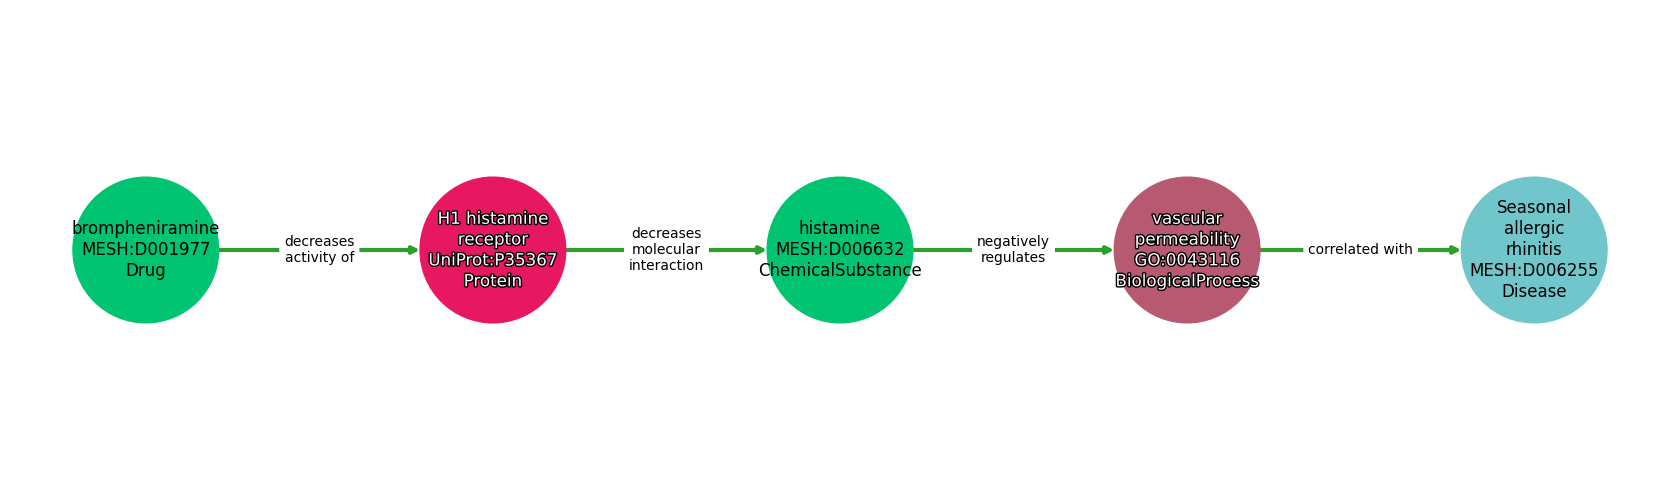 brompheniramine
MESH:D001977
Drug
decreases
activity of
H1 histamine
receptor
UniProt:P35367
Protein
decreases
molecular
interaction
histamine
MESH:D006632
ChemicalSubstance
negatively
regulates
vascular
permeability
GO:0043116
BiologicalProcess
correlated with
Seasonal
allergic
rhinitis
MESH:D006255
Disease